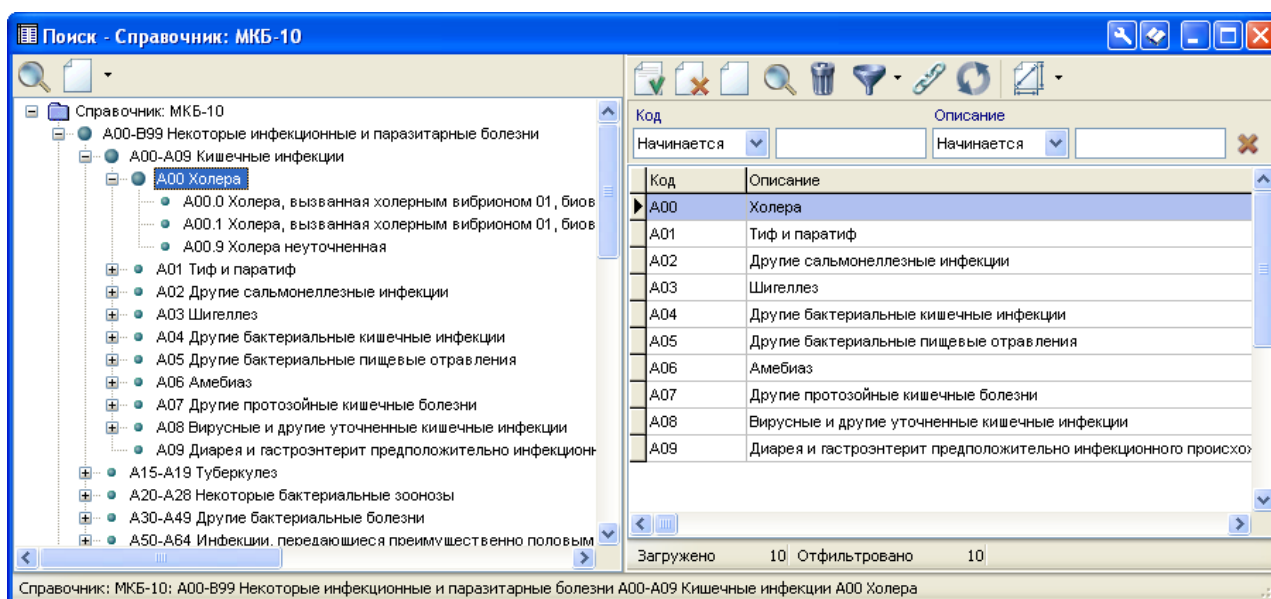 Поиск - Справочник: МКБ-10
Справочник: МКБ-10
A00-B99 Некоторые инфекционные и паразитарные болезни
A00-A09 Кишечные инфекции
A00 Холера
A00.0 Холера, вызванная холерным вибрионом 01, биов
A00.1 Холера, вызванная холерным вибрионом 01, биов
A00.9 Холера неуточненная
A01 Тиф и паратиф
A02 Другие сальмонеллезные инфекции
A03 Шигеллез
A04 Другие бактериальные кишечные инфекции
A05 Другие бактериальные пищевые отравления
A06 Амебиаз
A07 Другие протозойные кишечные болезни
A08 Вирусные и другие уточненные кишечные инфекции
A09 Диарея и гастроэнтерит предположительно инфекционн
A15-A19 Туберкулез
A20-A28 Некоторые бактериальные зоонозы
A30-A49 Другие бактериальные болезни
A50-A64 Инфекции, передающиеся преимущественно половым
Код Описание
Начинается Начинается
Код Описание
A00 Холера
A01 Тиф и паратиф
A02 Другие сальмонеллезные инфекции
A03 Шигеллез
A04 Другие бактериальные кишечные инфекции
A05 Другие бактериальные пищевые отравления
A06 Амебиаз
A07 Другие протозойные кишечные болезни
A08 Вирусные и другие уточненные кишечные инфекции
A09 Диарея и гастроэнтерит предположительно инфекционного происхож
Загружено 10 Отфильтровано 10
Справочник: МКБ-10: A00-B99 Некоторые инфекционные и паразитарные болезни A00-A09 Кишечные инфекции A00 Холера